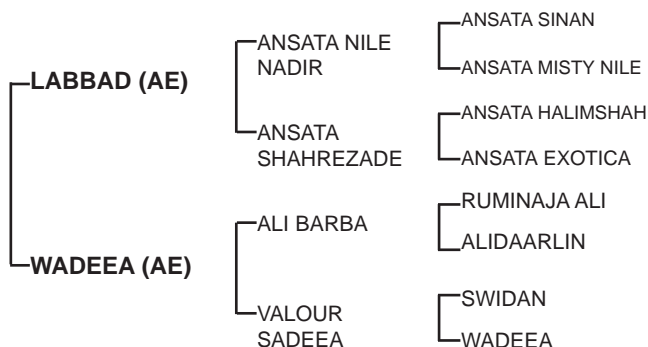 ANSATA SINAN
ANSATA NILE
NADIR
ANSATA MISTY NILE
LABBAD (AE)
ANSATA HALIMSHAH
ANSATA
SHAHREZADE
ANSATA EXOTICA
RUMINAJA ALI
ALI BARBA
ALIDAARLIN
WADEEA (AE)
SWIDAN
VALOUR
SADEEA
WADEEA